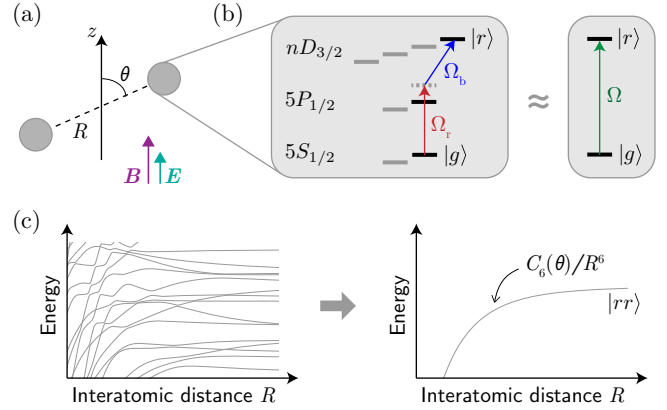 (a)
z
θ
R
B
E
(b)
nD3/2
|r⟩
Ωb
5P1/2
Ωr
5S1/2
|g⟩
≈
|r⟩
Ω
|g⟩
(c)
Energy
Interatomic distance R
Energy
C6(θ)/R⁶
|rr⟩
Interatomic distance R